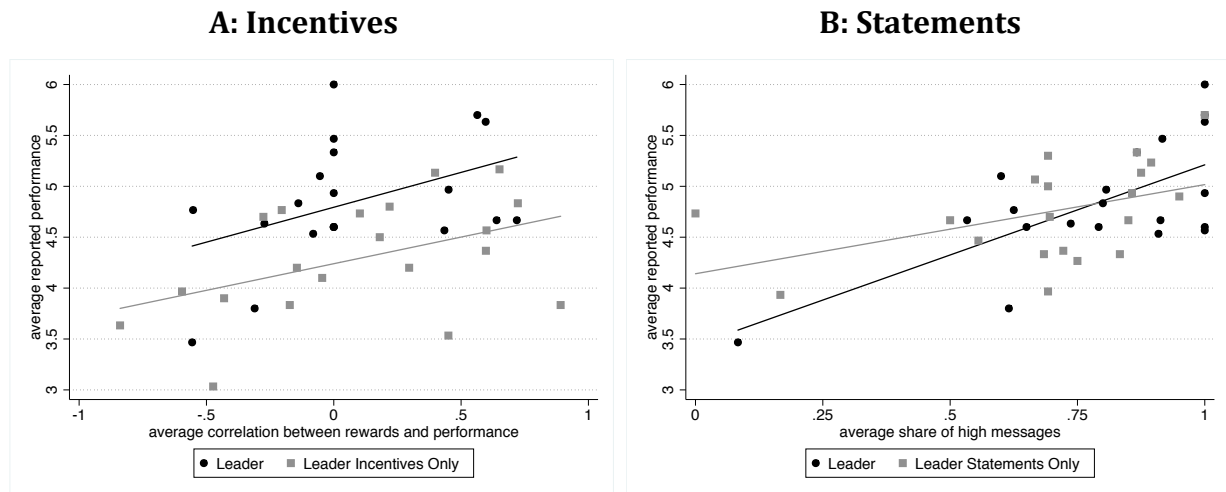 A: Incentives
average reported performance
6
5.5
5
4.5
4
3.5
3
-1
-.5
0
.5
1
average correlation between rewards and performance
Leader
Leader Incentives Only
B: Statements
average reported performance
6
5.5
5
4.5
4
3.5
3
0
.25
.5
.75
1
average share of high messages
Leader
Leader Statements Only